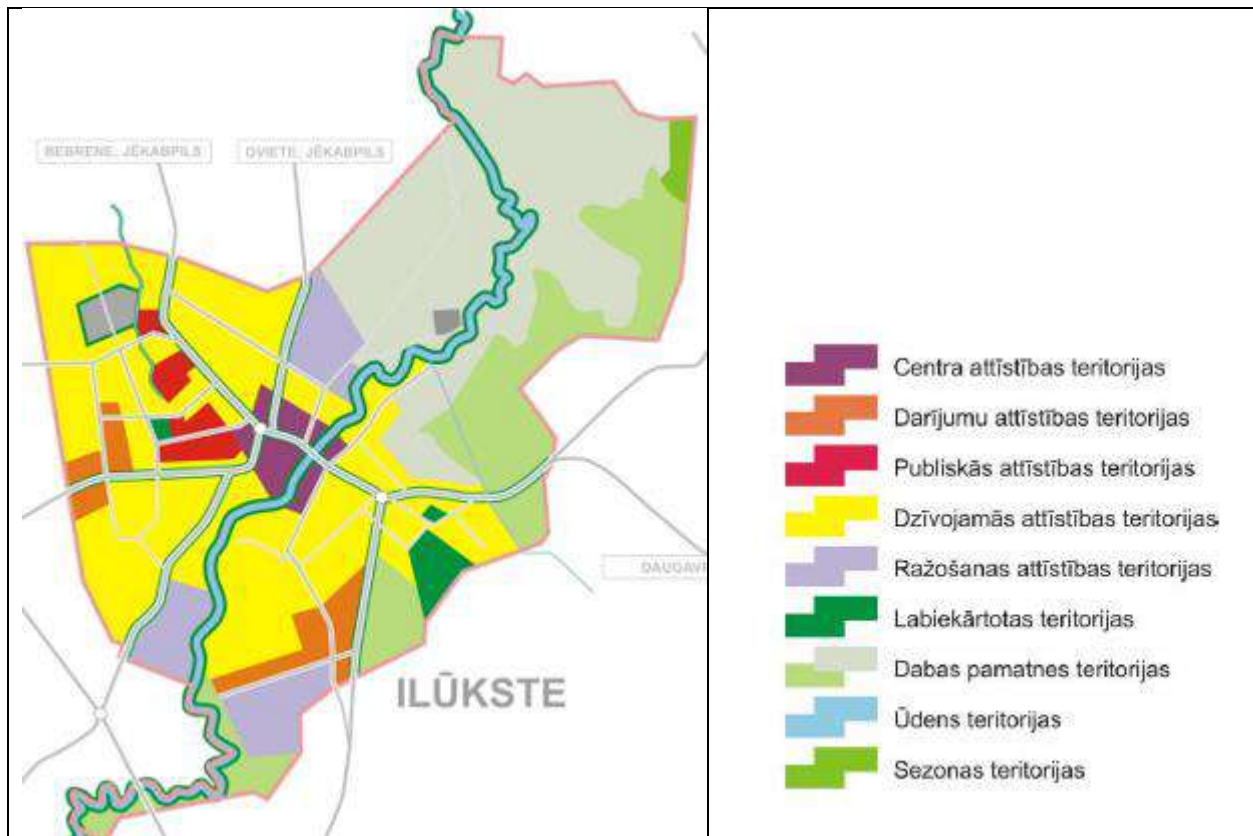 BEBRENE, JĒKABPILS
DVIETE, JĒKABPILS
ILŪKSTE
Centra attīstības teritorijas
Darījumu attīstības teritorijas
Publiskās attīstības teritorijas
Dzīvojamās attīstības teritorijas
Ražošanas attīstības teritorijas
Labiekārtotas teritorijas
Dabas pamatnes teritorijas
Ūdens teritorijas
Sezonas teritorijas